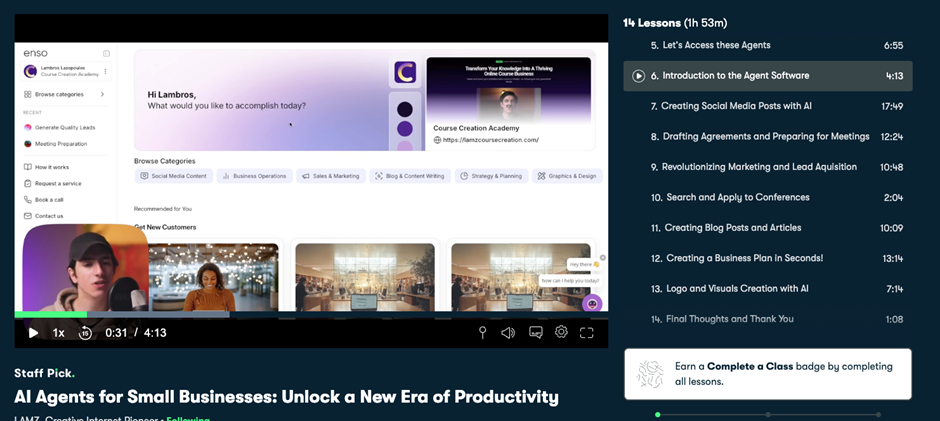 enso
Lambros Lazopoulos
Course Creation Academy
Browse categories
RECENT
Generate Quality Leads
Meeting Preparation
How it works
Request a service
Book a call
Contact us
Hi Lambros,
What would you like to accomplish today?
Transform Your Knowledge Into A Thriving
Online Course Business
Course Creation Academy
https://lamzcoursecreation.com/
Browse Categories
Social Media Content
Business Operations
Sales & Marketing
Blog & Content Writing
Strategy & Planning
Graphics & Design
Recommended for You
Get New Customers
Hey there 👋
how can I help you today?
1x
15
0:31 / 4:13
Staff Pick.
AI Agents for Small Businesses: Unlock a New Era of Productivity
LAMZ, Creative Internet Pioneer • Following
14 Lessons (1h 53m)
5. Let's Access these Agents 6:55
6. Introduction to the Agent Software 4:13
7. Creating Social Media Posts with AI 17:49
8. Drafting Agreements and Preparing for Meetings 12:24
9. Revolutionizing Marketing and Lead Aquisition 10:48
10. Search and Apply to Conferences 2:04
11. Creating Blog Posts and Articles 10:09
12. Creating a Business Plan in Seconds! 13:14
13. Logo and Visuals Creation with AI 7:14
14. Final Thoughts and Thank You 1:08
Earn a Complete a Class badge by completing
all lessons.